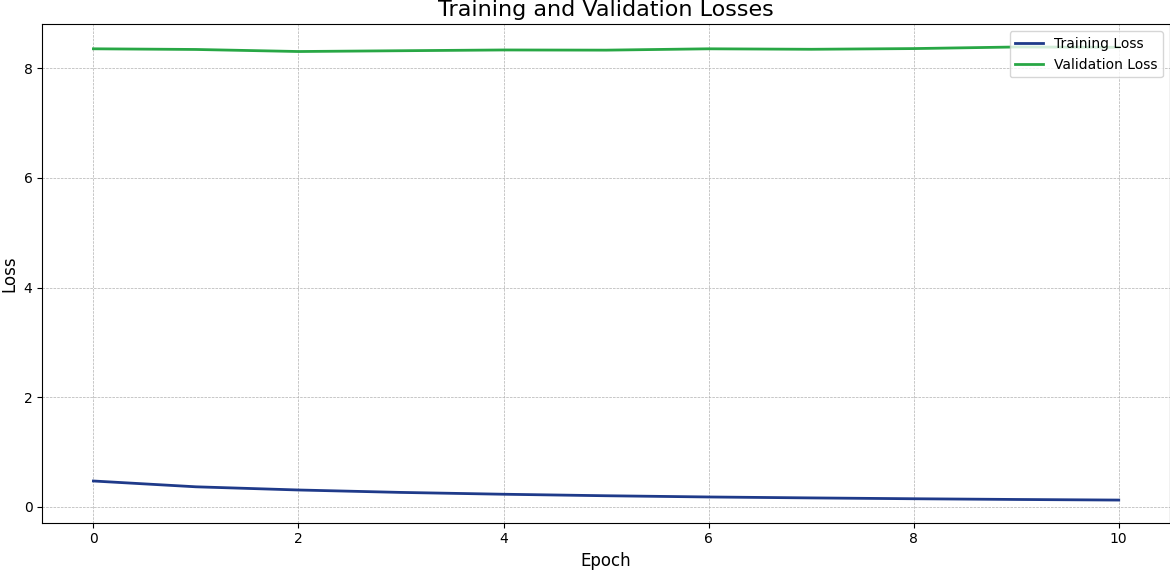 Training and Validation Losses
Training Loss
Validation Loss
8
6
4
2
0
Loss
0 2 4 6 8 10
Epoch